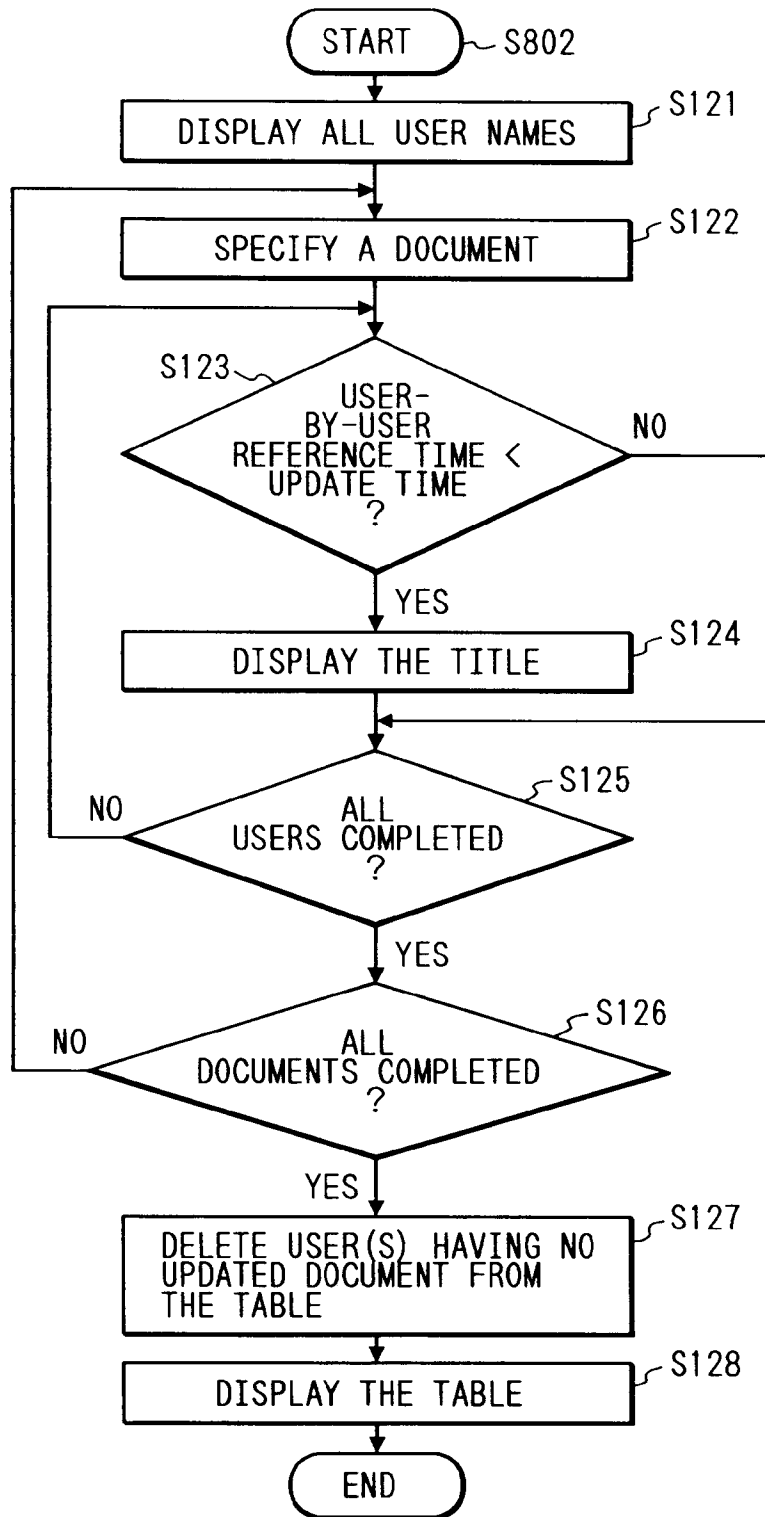 START
S802
DISPLAY ALL USER NAMES
S121
SPECIFY A DOCUMENT
S122
S123
USER-
BY-USER
REFERENCE TIME <
UPDATE TIME
?
NO
YES
DISPLAY THE TITLE
S124
ALL
USERS COMPLETED
?
S125
NO
YES
ALL
DOCUMENTS COMPLETED
?
S126
NO
YES
DELETE USER(S) HAVING NO
UPDATED DOCUMENT FROM
THE TABLE
S127
DISPLAY THE TABLE
S128
END